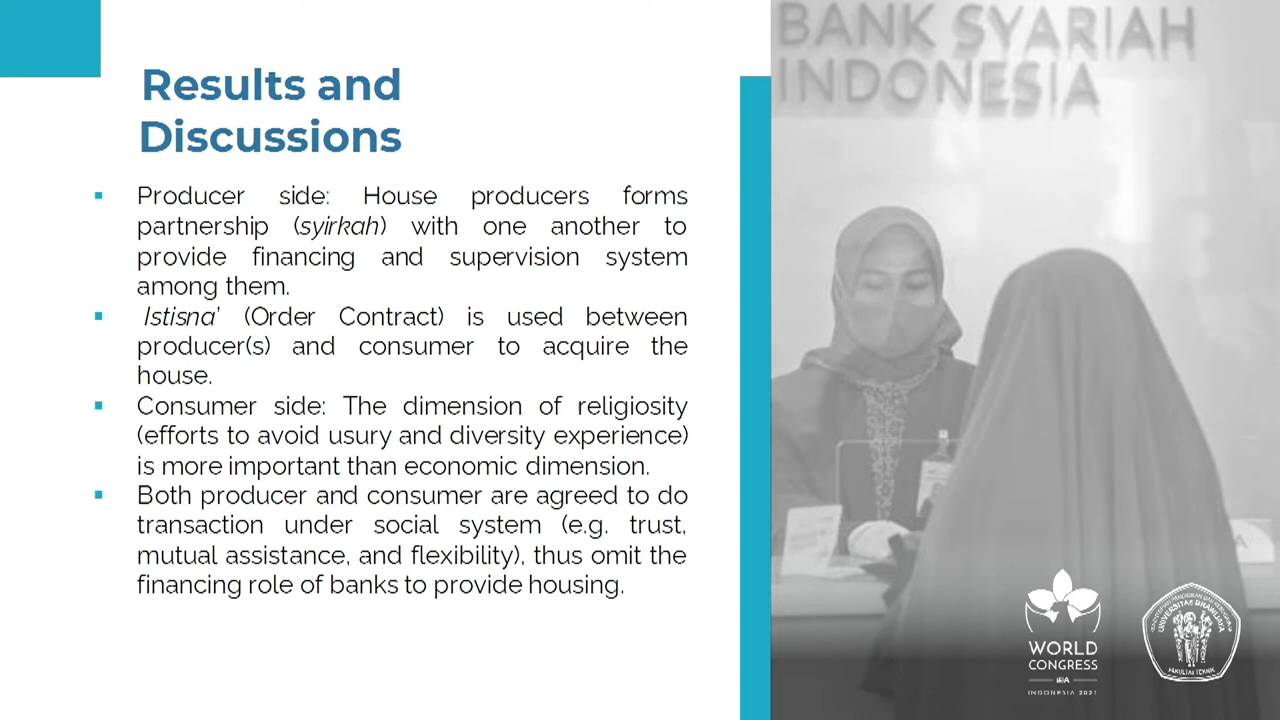 Results and
Discussions
Producer side: House producers forms
partnership (syirkah) with one another to
provide financing and supervision system
among them.
Istisna' (Order Contract) is used between
producer(s) and consumer to acquire the
house.
Consumer side: The dimension of religiosity
(efforts to avoid usury and diversity experience)
is more important than economic dimension.
Both producer and consumer are agreed to do
transaction under social system (e.g. trust,
mutual assistance, and flexibility), thus omit the
financing role of banks to provide housing.
BANK SYARIAH
INDONESIA
WORLD
CONGRESS
INDONESIA 2021
UNIVERSITAS BRAWIJAYA
FAKULTAS TEKNIK